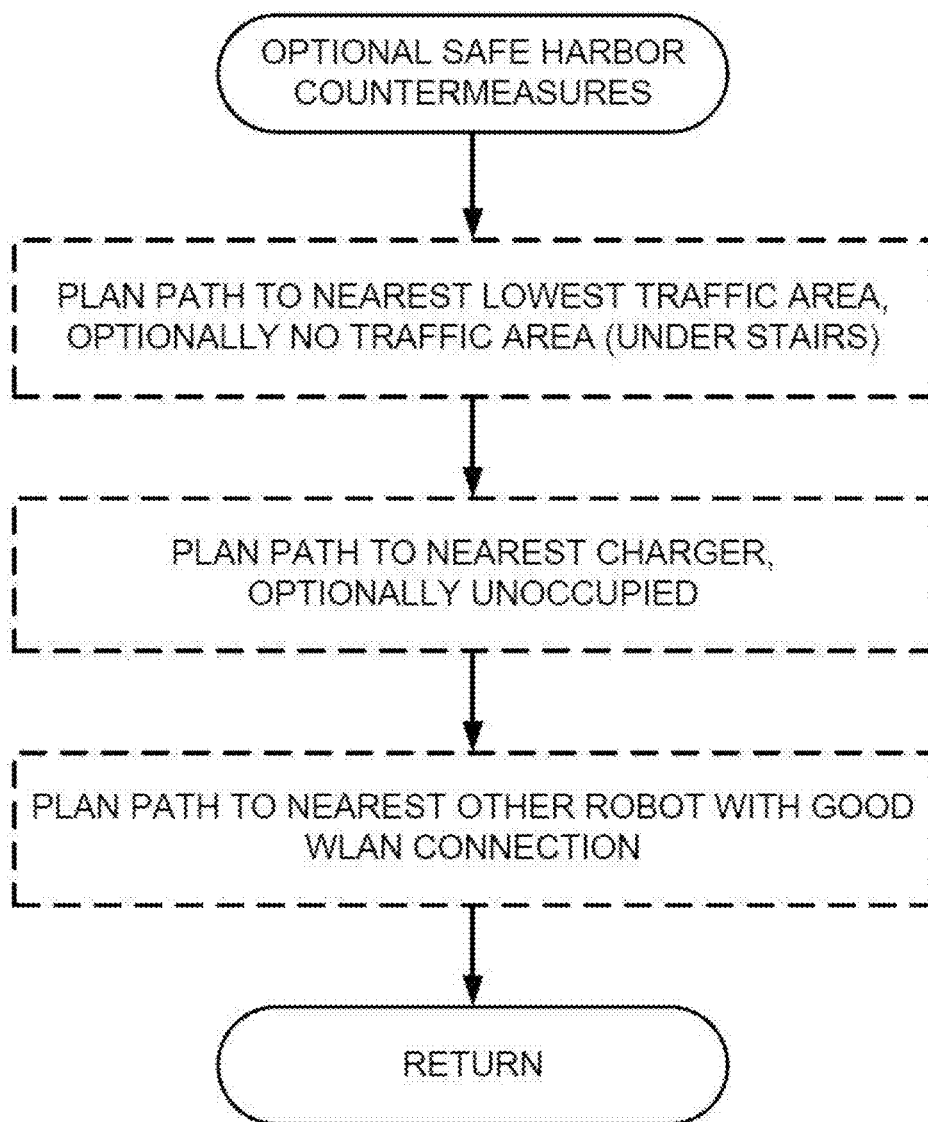 OPTIONAL SAFE HARBOR
COUNTERMEASURES
PLAN PATH TO NEAREST LOWEST TRAFFIC AREA,
OPTIONALLY NO TRAFFIC AREA (UNDER STAIRS)
PLAN PATH TO NEAREST CHARGER,
OPTIONALLY UNOCCUPIED
PLAN PATH TO NEAREST OTHER ROBOT WITH GOOD
WLAN CONNECTION
RETURN